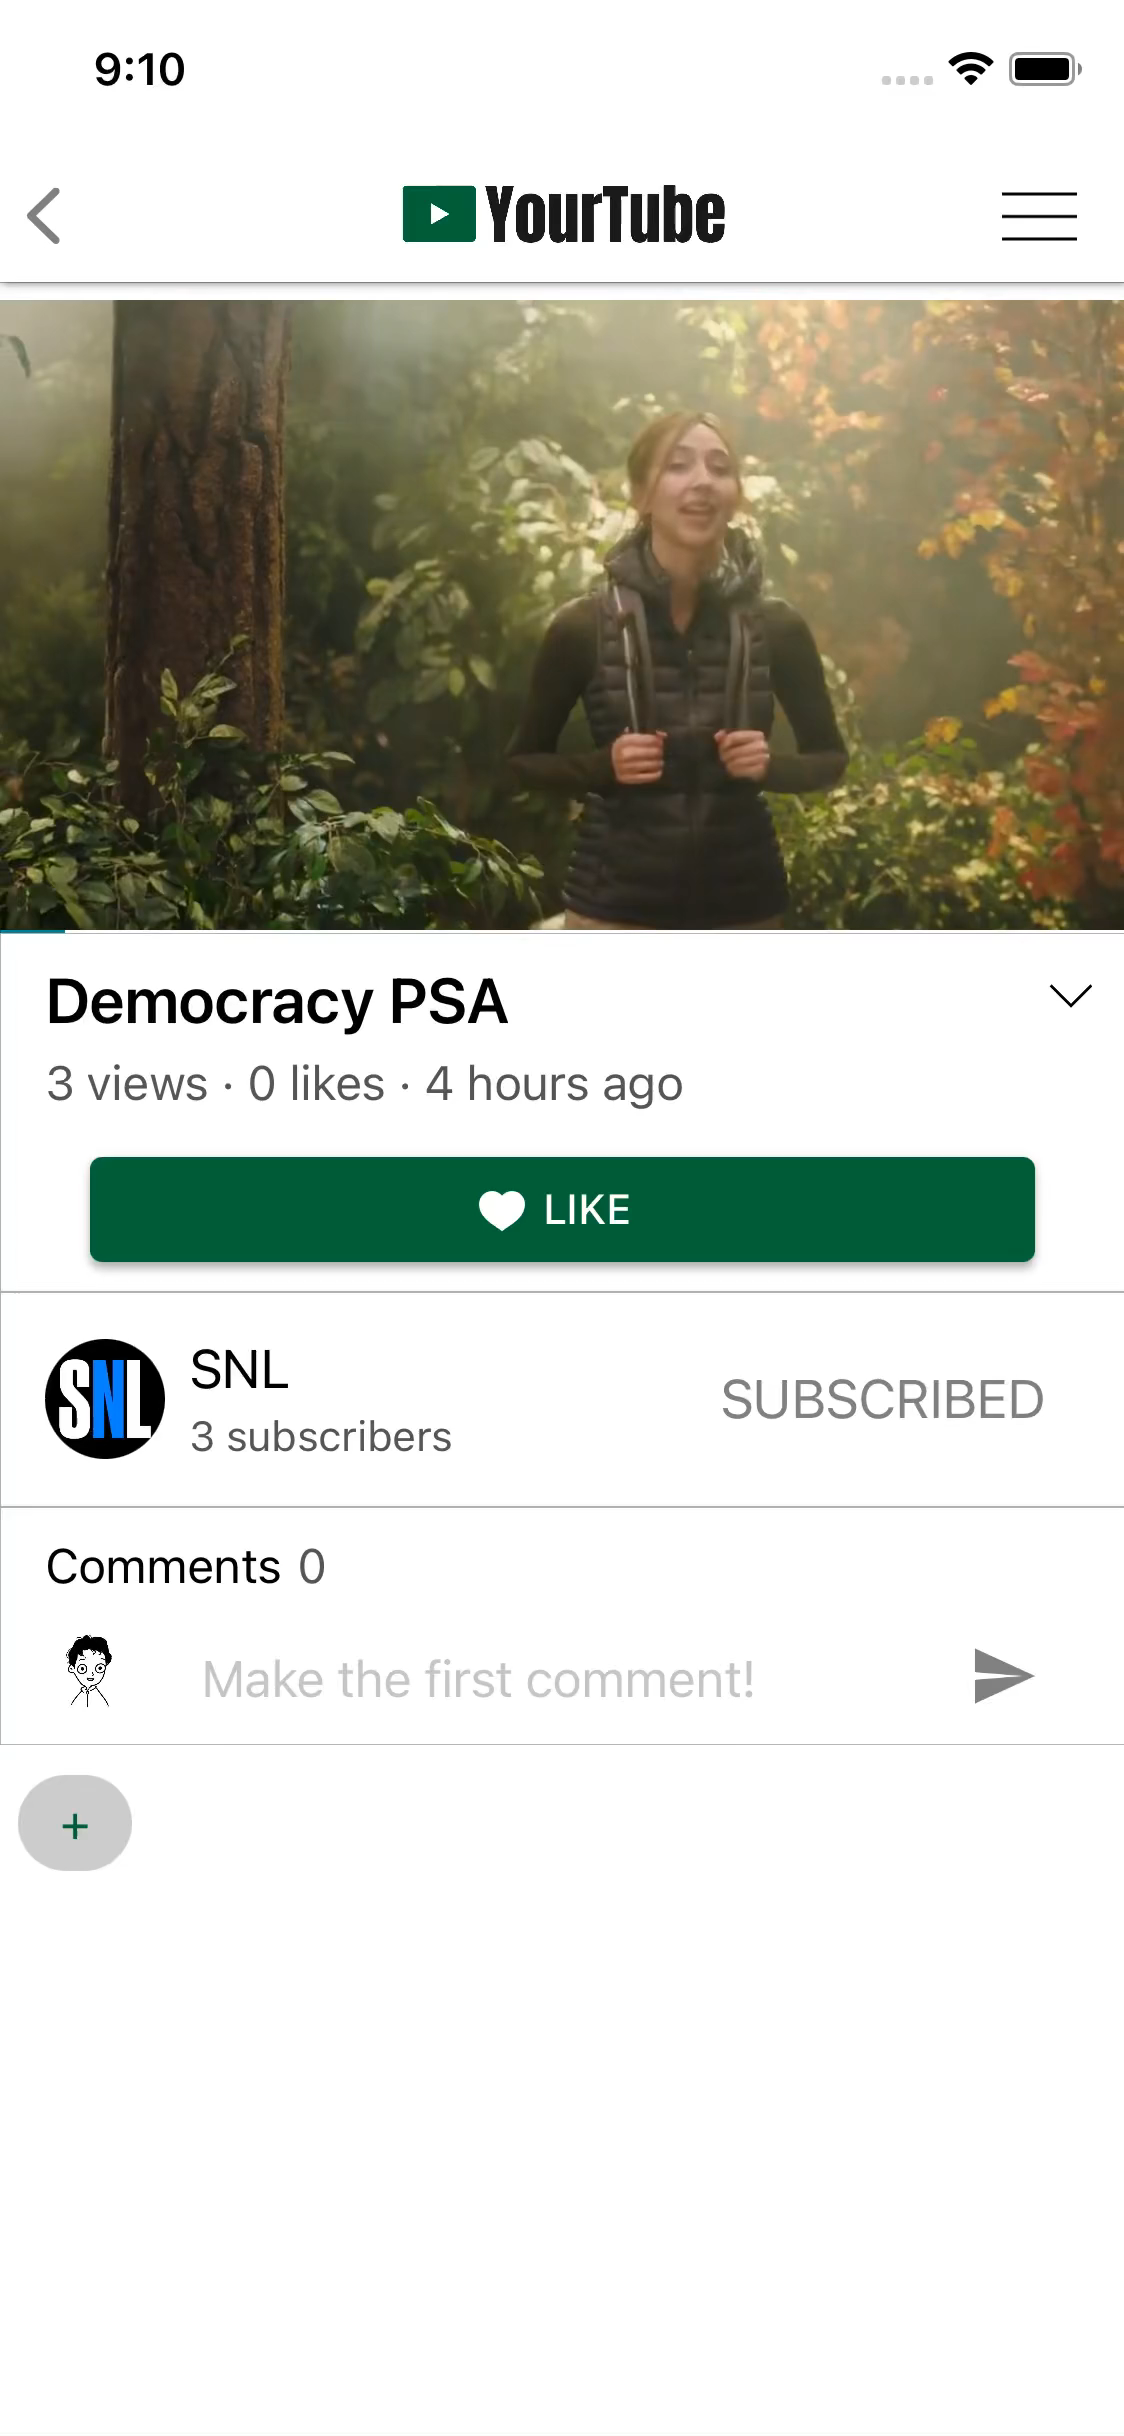 9:10
YourTube
Democracy PSA
3 views · 0 likes · 4 hours ago
LIKE
SNL
SNL
SUBSCRIBED
3 subscribers
Comments 0
Make the first comment!
+